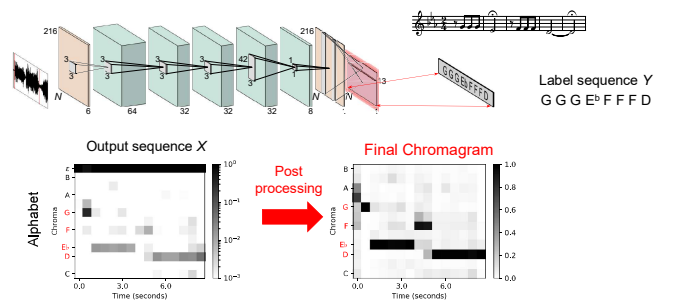 216
3
3
3
3
3
3
3
3
42
3
1
1
216
13
N
6
64
32
32
32
8
N
G G G E♭ F F F D
Label sequence Y
G G G E♭ F F F D
Output sequence X
Post
processing
Final Chromagram
Alphabet
Chroma
ε
B
A
G
F
E♭
D
C
0.0 3.0 6.0
Time (seconds)
10⁰
10⁻¹
10⁻²
10⁻³
Chroma
B
A
G
F
E♭
D
C
0.0 3.0 6.0
Time (seconds)
1.0
0.8
0.6
0.4
0.2
0.0